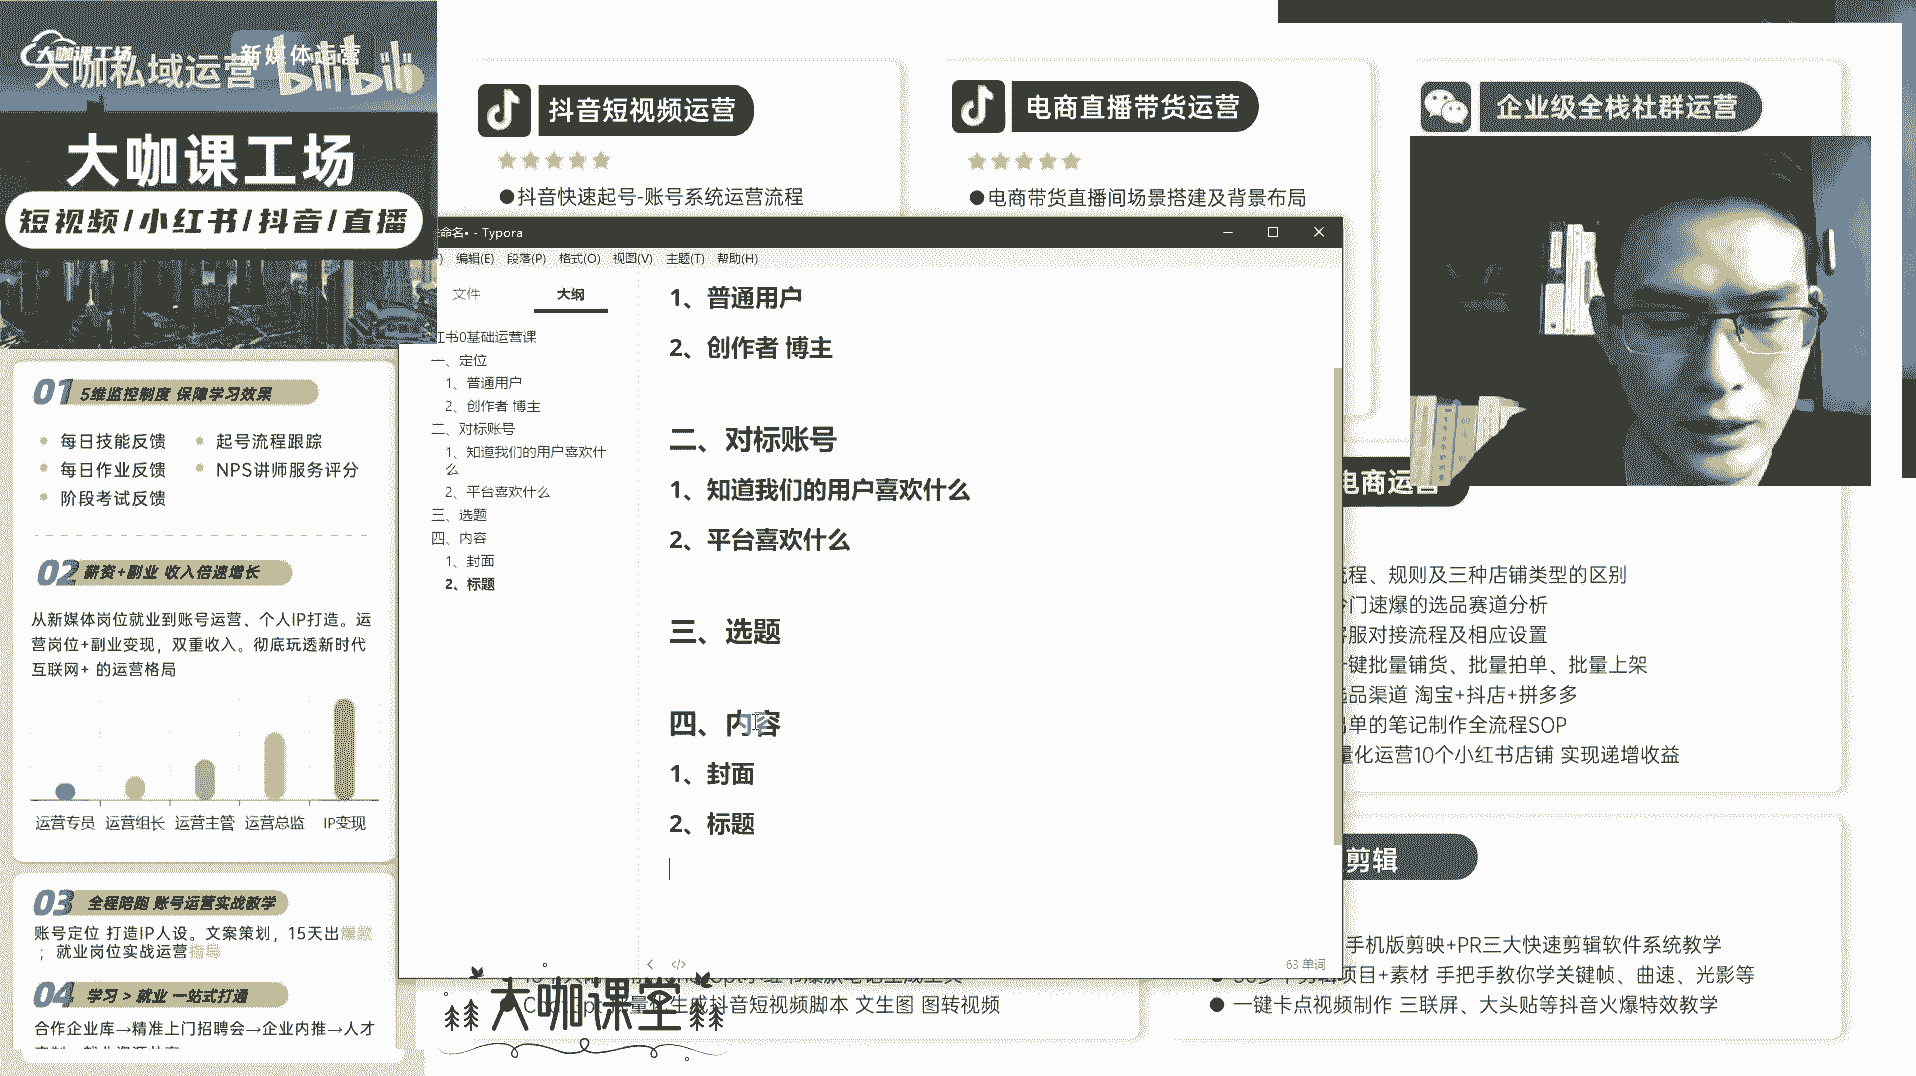 大咖课工场
新媒体运营
大咖私域运营 bilibili
大咖课工场
短视频/小红书/抖音/直播
01 5维监控制度 保障学习效果
每日技能反馈
起号流程跟踪
每日作业反馈
NPS讲师服务评分
阶段考试反馈
02 薪资+副业 收入倍速增长
从新媒体岗位就业到账号运营、个人IP打造。运
营岗位+副业变现，双重收入。彻底玩透新时代
互联网+ 的运营格局
运营专员 运营组长 运营主管 运营总监 IP变现
03 全程陪跑 账号运营实战教学
账号定位 打造IP人设。文案策划，15天出爆款
；就业岗位实战运营指导
04 学习 > 就业 一站式打通
合作企业库→精准上门招聘会→企业内推→人才
抖音短视频运营
●抖音快速起号-账号系统运营流程
电商直播带货运营
●电商带货直播间场景搭建及背景布局
企业级全栈社群运营
命名• - Typora
编辑(E) 段落(P) 格式(O) 视图(V) 主题(T) 帮助(H)
文件 大纲
红书0基础运营课
一、定位
1、普通用户
2、创作者 博主
二、对标账号
1、知道我们的用户喜欢什
么
2、平台喜欢什么
三、选题
四、内容
1、封面
2、标题
1、普通用户
2、创作者 博主
二、对标账号
1、知道我们的用户喜欢什么
2、平台喜欢什么
三、选题
四、内容
1、封面
2、标题
63 单词
电商运营
流程、规则及三种店铺类型的区别
冷门速爆的选品赛道分析
客服对接流程及相应设置
一键批量铺货、批量拍单、批量上架
选品渠道 淘宝+抖店+拼多多
出单的笔记制作全流程SOP
量化运营10个小红书店铺 实现递增收益
剪辑
手机版剪映+PR三大快速剪辑软件系统教学
项目+素材 手把手教你学关键帧、曲速、光影等
● 一键卡点视频制作 三联屏、大头贴等抖音火爆特效教学
生成抖音短视频脚本 文生图 图转视频
大咖课堂